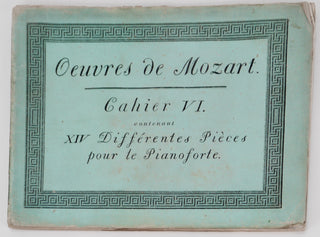 Oeuvres de Mozart.
Cahier VI.
contenant
XIV Différentes Pièces
pour le Pianoforte.